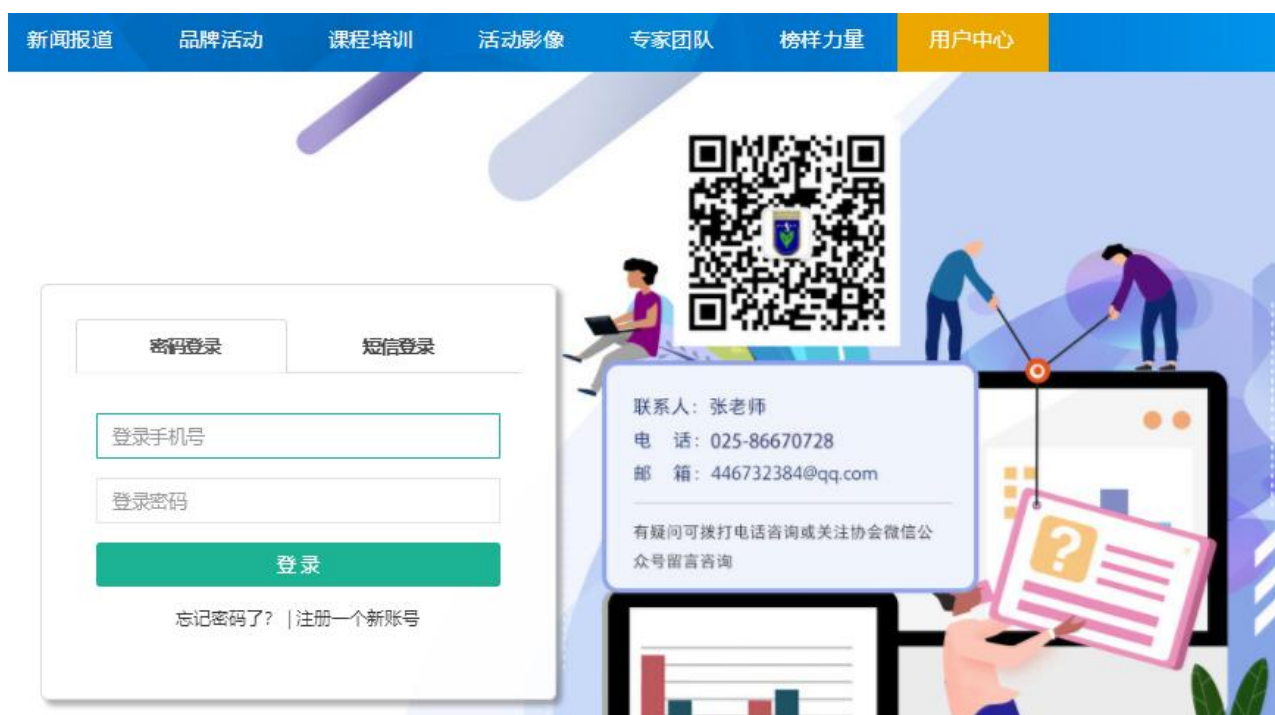 新闻报道 品牌活动 课程培训 活动影像 专家团队 榜样力量 用户中心
密码登录 短信登录
登录手机号
登录密码
登录
忘记密码了? |注册一个新账号
联系人: 张老师
电 话: 025-86670728
邮 箱: 446732384@qq.com
有疑问可拨打电话咨询或关注协会微信公
众号留言咨询
?